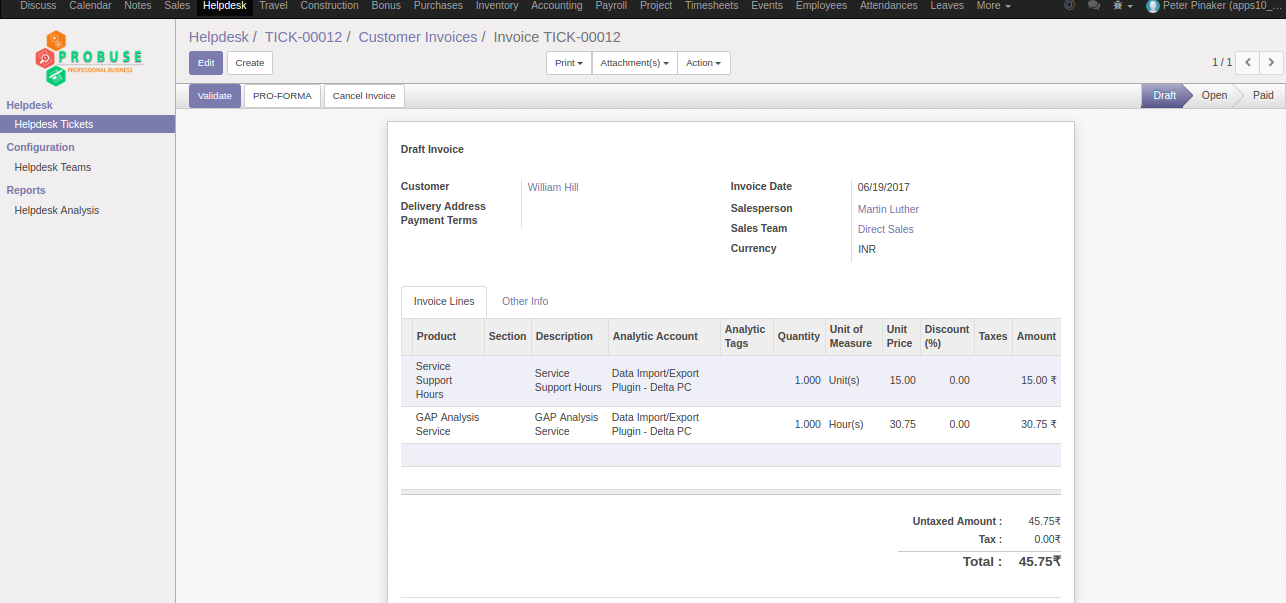 Discuss Calendar Notes Sales Helpdesk Travel Construction Bonus Purchases Inventory Accounting Payroll Project Timesheets Events Employees Attendances Leaves More @ Peter Pinaker (apps10_...
PROBUSE
PROFESSIONAL BUSINESS
Helpdesk / TICK-00012 / Customer Invoices / Invoice TICK-00012
Edit Create Print Attachment(s) Action 1 / 1
Validate PRO-FORMA Cancel Invoice Draft Open Paid
Helpdesk
Helpdesk Tickets
Configuration
Helpdesk Teams
Reports
Helpdesk Analysis
Draft Invoice
Customer William Hill
Delivery Address
Payment Terms
Invoice Date 06/19/2017
Salesperson Martin Luther
Sales Team Direct Sales
Currency INR
Invoice Lines Other Info
Product Section Description Analytic Account Analytic Tags Quantity Unit of Measure Unit Price Discount (%) Taxes Amount
Service Support Hours Service Support Hours Data Import/Export Plugin - Delta PC 1.000 Unit(s) 15.00 0.00 15.00 ₹
GAP Analysis Service GAP Analysis Service Data Import/Export Plugin - Delta PC 1.000 Hour(s) 30.75 0.00 30.75 ₹
Untaxed Amount : 45.75₹
Tax : 0.00₹
Total : 45.75₹